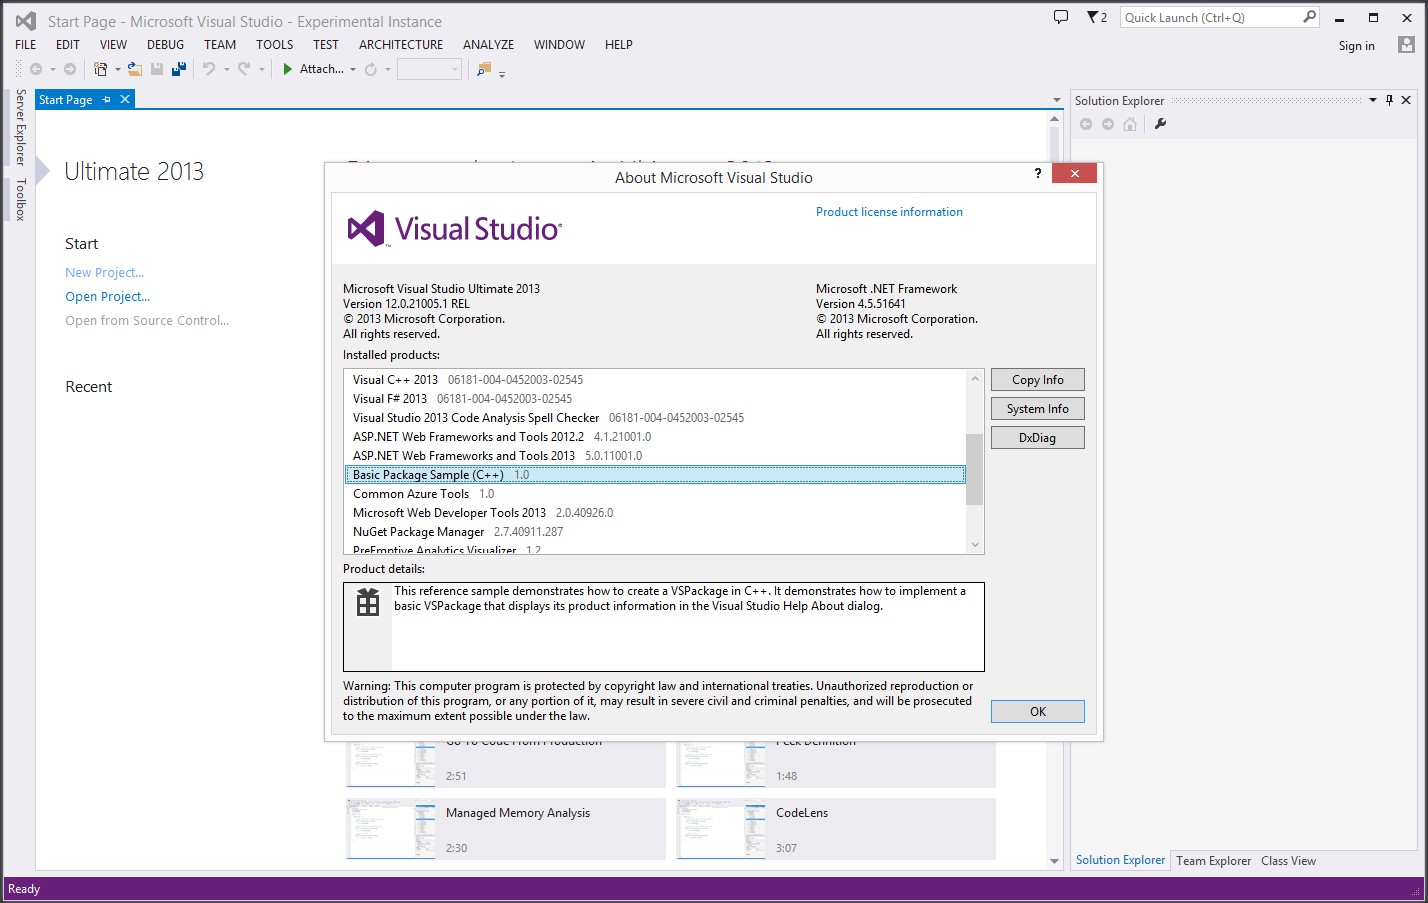 Start Page - Microsoft Visual Studio - Experimental Instance
2
Quick Launch (Ctrl+Q)
FILE EDIT VIEW DEBUG TEAM TOOLS TEST ARCHITECTURE ANALYZE WINDOW HELP
Sign in
Attach...
Server Explorer
Toolbox
Start Page
Ultimate 2013
Start
New Project...
Open Project...
Open from Source Control...
Recent
About Microsoft Visual Studio
?
Visual Studio
Product license information
Microsoft Visual Studio Ultimate 2013
Version 12.0.21005.1 REL
© 2013 Microsoft Corporation.
All rights reserved.
Microsoft .NET Framework
Version 4.5.51641
© 2013 Microsoft Corporation.
All rights reserved.
Installed products:
Visual C++ 2013 06181-004-0452003-02545
Visual F# 2013 06181-004-0452003-02545
Visual Studio 2013 Code Analysis Spell Checker 06181-004-0452003-02545
ASP.NET Web Frameworks and Tools 2012.2 4.1.21001.0
ASP.NET Web Frameworks and Tools 2013 5.0.11001.0
Basic Package Sample (C++) 1.0
Common Azure Tools 1.0
Microsoft Web Developer Tools 2013 2.0.40926.0
NuGet Package Manager 2.7.40911.287
PreEmptive Analytics Visualizer 1.2
Copy Info
System Info
DxDiag
Product details:
This reference sample demonstrates how to create a VSPackage in C++. It demonstrates how to implement a
basic VSPackage that displays its product information in the Visual Studio Help About dialog.
Warning: This computer program is protected by copyright law and international treaties. Unauthorized reproduction or
distribution of this program, or any portion of it, may result in severe civil and criminal penalties, and will be prosecuted
to the maximum extent possible under the law.
OK
Go To Code From Production
2:51
Peek Definition
1:48
Managed Memory Analysis
2:30
CodeLens
3:07
Solution Explorer
Solution Explorer Team Explorer Class View
Ready